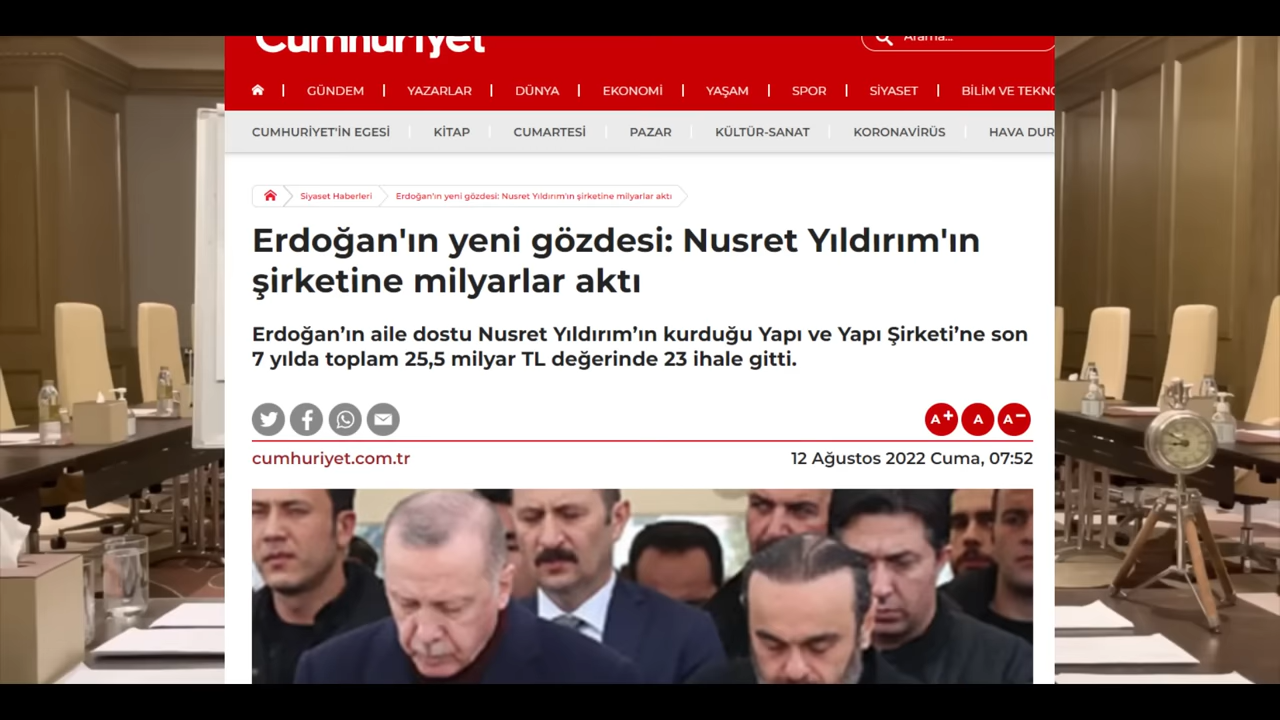 Cumhuriyet
Arama...
GÜNDEM YAZARLAR DÜNYA EKONOMİ YAŞAM SPOR SİYASET BİLİM VE TEKNO
CUMHURİYET'İN EGESİ KİTAP CUMARTESİ PAZAR KÜLTÜR-SANAT KORONAVİRÜS HAVA DUR
Siyaset Haberleri Erdoğan'ın yeni gözdesi: Nusret Yıldırım'ın şirketine milyarlar aktı
Erdoğan'ın yeni gözdesi: Nusret Yıldırım'ın
şirketine milyarlar aktı
Erdoğan’ın aile dostu Nusret Yıldırım’ın kurduğu Yapı ve Yapı Şirketi’ne son
7 yılda toplam 25,5 milyar TL değerinde 23 ihale gitti.
A+ A A-
cumhuriyet.com.tr 12 Ağustos 2022 Cuma, 07:52